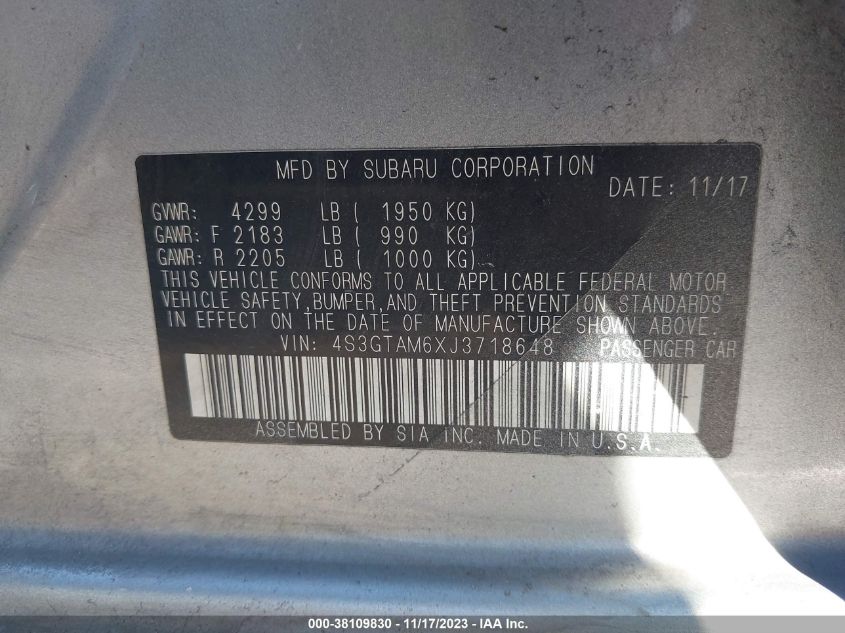 MFD BY SUBARU CORPORATION
DATE: 11/17
GVWR: 4299 LB ( 1950 KG)
GAWR: F 2183 LB ( 990 KG)
GAWR: R 2205 LB ( 1000 KG)
THIS VEHICLE CONFORMS TO ALL APPLICABLE FEDERAL MOTOR
VEHICLE SAFETY,BUMPER,AND THEFT PREVENTION STANDARDS
IN EFFECT ON THE DATE OF MANUFACTURE SHOWN ABOVE.
VIN: 4S3GTAM6XJ3718648 PASSENGER CAR
ASSEMBLED BY SIA INC. MADE IN U.S.A.
000-38109830 - 11/17/2023 - IAA Inc.